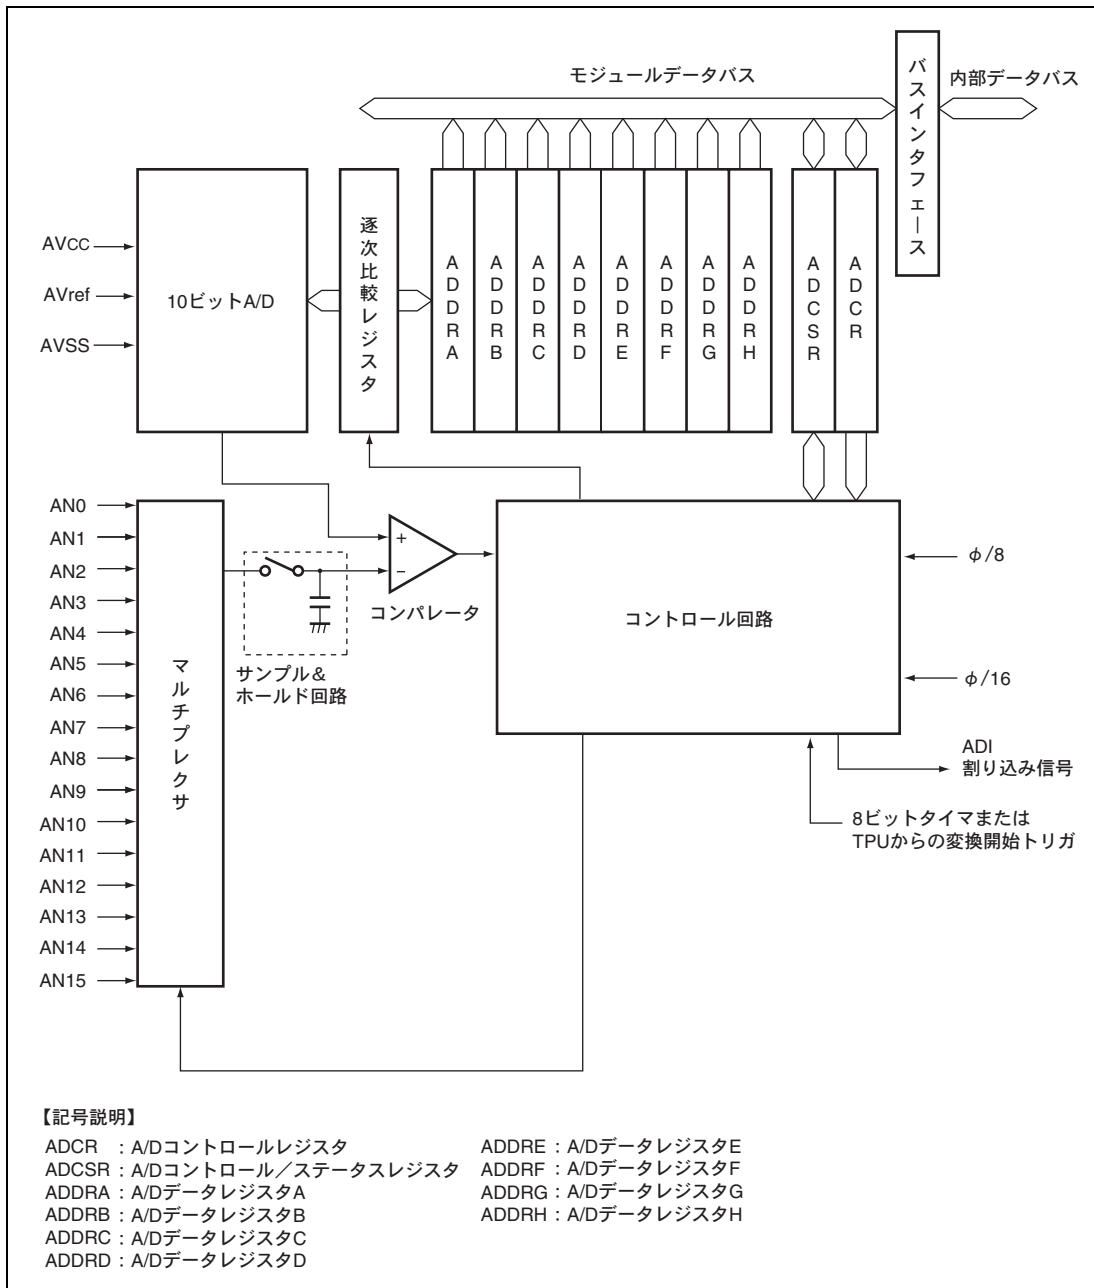 モジュールデータバス
バスインタフェース
内部データバス
AVCC
AVref
AVSS
10ビットA/D
逐次比較レジスタ
ADDRA
ADDRB
ADDRC
ADDRD
ADDRE
ADDRF
ADDRG
ADDRH
ADCSR
ADCR
AN0
AN1
AN2
AN3
AN4
AN5
AN6
AN7
AN8
AN9
AN10
AN11
AN12
AN13
AN14
AN15
マルチプレクサ
サンプル&
ホールド回路
+
−
コンパレータ
コントロール回路
φ/8
φ/16
ADI
割り込み信号
8ビットタイマまたは
TPUからの変換開始トリガ
【記号説明】
ADCR : A/Dコントロールレジスタ
ADCSR : A/Dコントロール/ステータスレジスタ
ADDRA : A/DデータレジスタA
ADDRB : A/DデータレジスタB
ADDRC : A/DデータレジスタC
ADDRD : A/DデータレジスタD
ADDRE : A/DデータレジスタE
ADDRF : A/DデータレジスタF
ADDRG : A/DデータレジスタG
ADDRH : A/DデータレジスタH